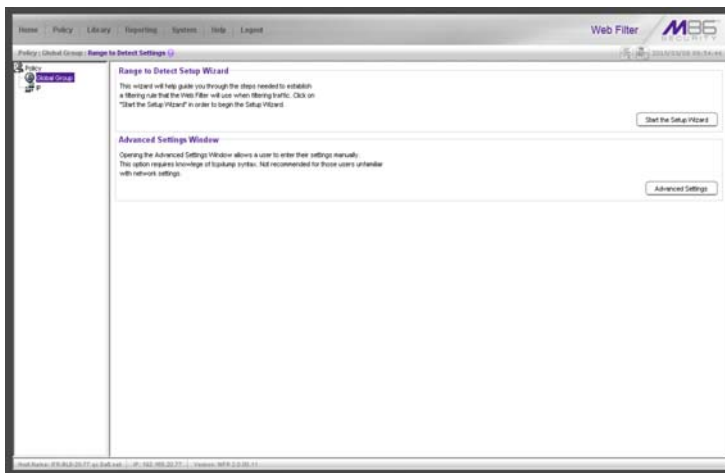 Home Policy Library Reporting System Help Logout
Web Filter M86 SECURITY
Policy : Global Group : Range to Detect Settings
Policy
Global Group
IP
Range to Detect Setup Wizard
This wizard will help guide you through the steps needed to establish
a filtering rule that the Web Filter will use when filtering traffic. Click on
"Start the Setup Wizard" in order to begin the Setup Wizard.
Start the Setup Wizard
Advanced Settings Window
Opening the Advanced Settings Window allows a user to enter their settings manually.
This option requires knowlege of tcpdump syntax. Not recommended for those users unfamiliar
with network settings.
Advanced Settings
Host Name: IP: Version: